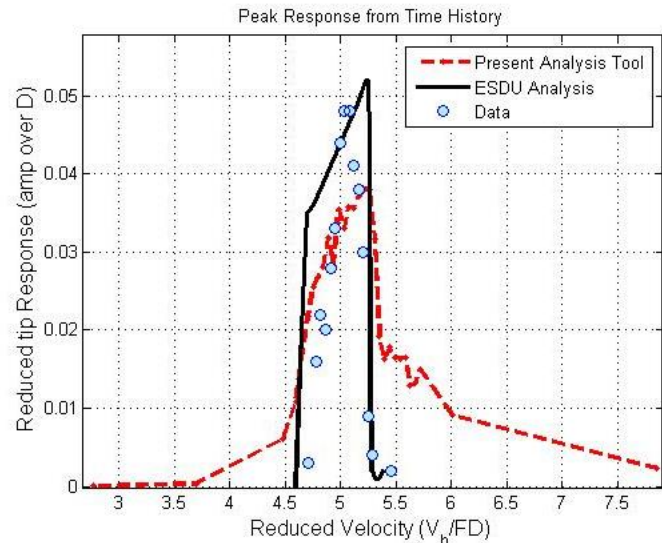 Peak Response from Time History
Present Analysis Tool
ESDU Analysis
Data
Reduced tip Response (amp over D)
0.05
0.04
0.03
0.02
0.01
0
3 3.5 4 4.5 5 5.5 6 6.5 7 7.5
Reduced Velocity (V_h/FD)